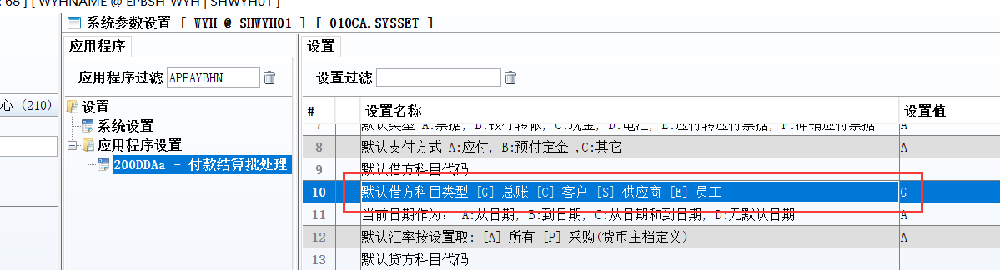 : 68 ] [ WYHNAME @ EPBSH-WYH | SHWYH01 ]
系统参数设置 [ WYH @ SHWYH01 ] [ 010CA.SYSSET ]
应用程序
应用程序过滤 APPAYBHN
心 (210)
设置
系统设置
应用程序设置
200DDAa - 付款结算批处理
设置
设置过滤
# 设置名称 设置值
7 默认类型 A:票据, B:银行转帐, C:现金, D:电汇, E:应付转应付票据, F:冲销应付票据 A
8 默认支付方式 A:应付, B:预付定金 ,C:其它 A
9 默认借方科目代码
10 默认借方科目类型 [G] 总账 [C] 客户 [S] 供应商 [E] 员工 G
11 当前日期作为: A:从日期, B:到日期, C:从日期和到日期, D:无默认日期 A
12 默认汇率按设置取: [A] 所有 [P] 采购(货币主档定义) A
13 默认贷方科目代码